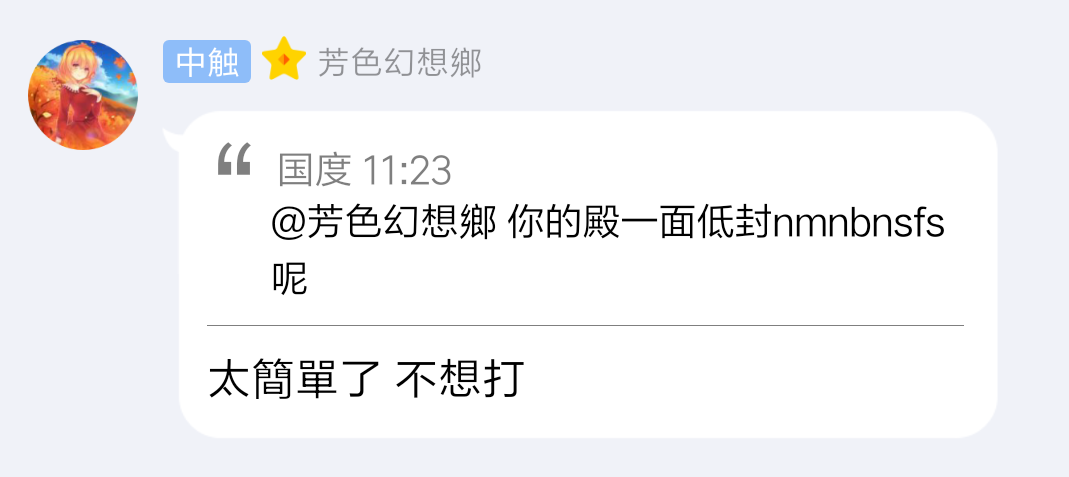 中触 芳色幻想鄉
国度 11:23
@芳色幻想鄉 你的殿一面低封nmnbnsfs
呢
太簡單了 不想打